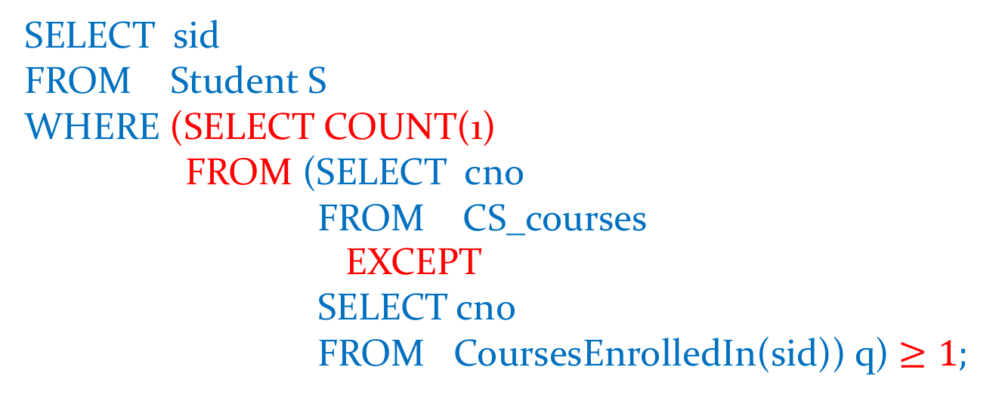 SELECT sid
FROM Student S
WHERE (SELECT COUNT(1)
FROM (SELECT cno
FROM CS_courses
EXCEPT
SELECT cno
FROM CoursesEnrolledIn(sid)) q) ≥ 1;